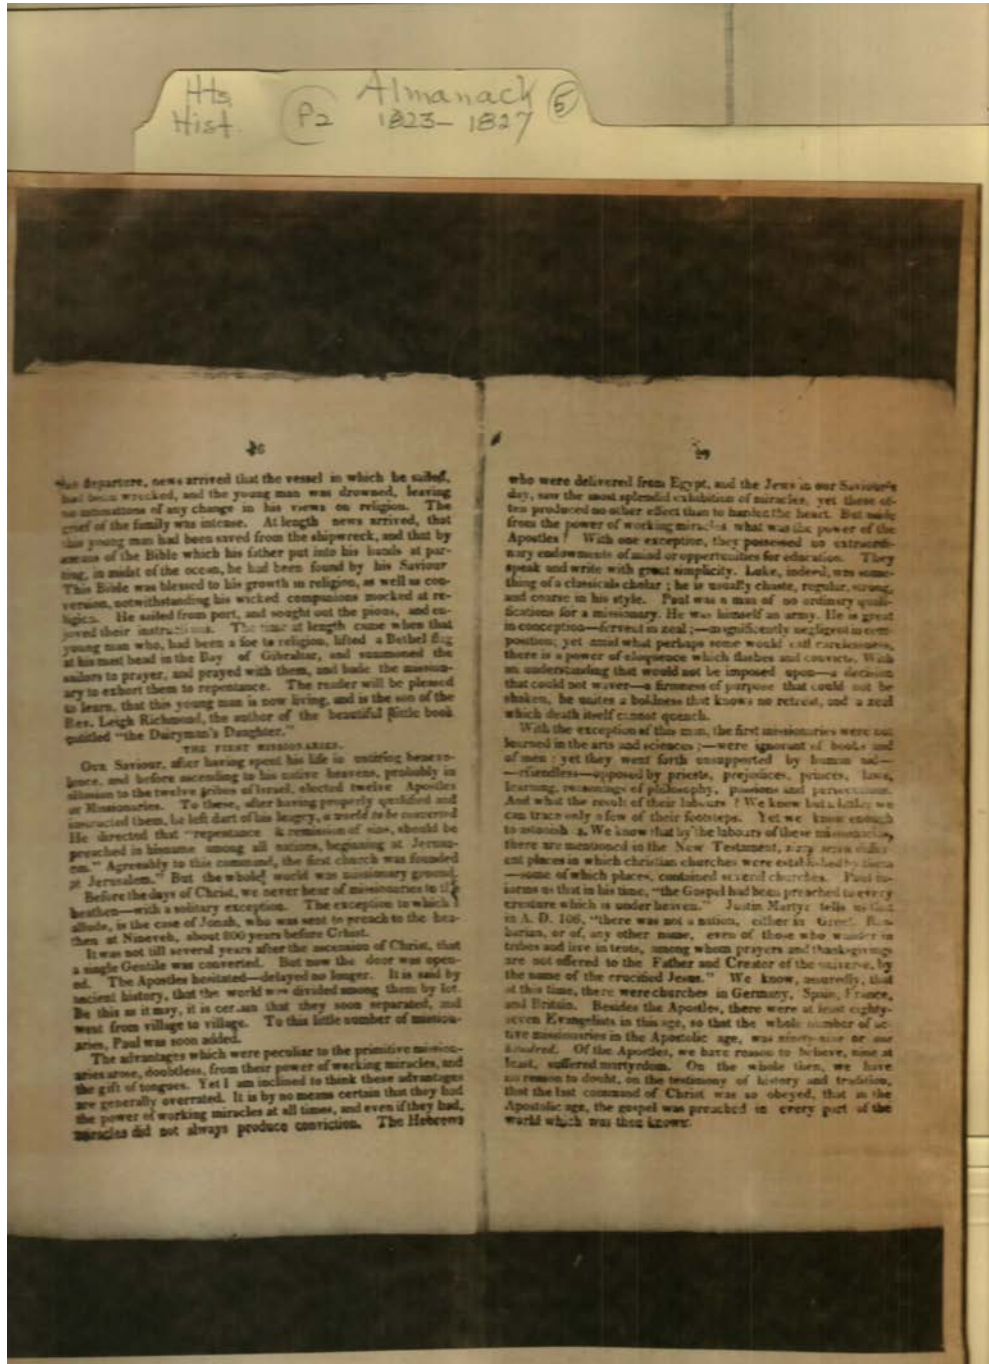 Hts. Almanack 5
Hist. P2 1823-1827
26
his departure, news arrived that the vessel in which he sailed,
had been wrecked, and the young man was drowned, leaving
no intimations of any change in his views on religion. The
grief of the family was intense. At length news arrived, that
this young man had been saved from the shipwreck, and that by
means of the Bible which his father put into his hands at par-
ting, in midst of the ocean, he had been found by his Saviour
This Bible was blessed to his growth in religion, as well as con-
version, notwithstanding his wicked companions mocked at re-
ligion. He sailed from port, and sought out the pious, and en-
joyed their instructions. The time at length came when that
young man who, had been a foe to religion, lifted a Bethel flag
at his mast head in the Bay of Gibraltar, and summoned the
sailors to prayer, and prayed with them, and bade the mission-
ary to exhort them to repentance. The reader will be pleased
to learn, that this young man is now living, and is the son of the
Rev. Leigh Richmond, the author of the beautiful little book
entitled "the Dairyman's Daughter."
THE FIRST MISSIONARIES.
Our Saviour, after having spent his life in untiring benevo-
lence, and before ascending to his native heavens, probably in
allusion to the twelve tribes of Israel, elected twelve Apostles
or Missionaries. To these, after having properly qualified and
instructed them, he left as his legacy, a world to be converted
He directed that "repentance & remission of sins, should be
preached in his name among all nations, beginning at Jerusa-
em." Agreeably to this command, the first church was founded
at Jerusalem." But the whole world was missionary ground.
Before the days of Christ, we never hear of missionaries to the
heathen—with a solitary exception. The exception to which I
allude, is the case of Jonah, who was sent to preach to the hea-
then at Nineveh, about 800 years before Christ.
It was not till several years after the ascension of Christ, that
a single Gentile was converted. But now the door was open-
ed. The Apostles hesitated—delayed no longer. It is said by
ancient history, that the world was divided among them by lot.
Be this as it may, it is cer.ain that they soon separated, and
went from village to village. To this little number of mission-
aries, Paul was soon added.
The advantages which were peculiar to the primitive mission-
aries arose, doubtless, from their power of working miracles, and
the gift of tongues. Yet I am inclined to think these advantages
are generally overrated. It is by no means certain that they had
the power of working miracles at all times, and even if they had,
miracles did not always produce conviction. The Hebrews
who were delivered from Egypt, and the Jews in our Saviour's
day, saw the most splendid exhibition of miracles, yet these of-
ten produced no other effect than to harden the heart. But aside
from the power of working miracles what was the power of the
Apostles? With one exception, they possessed no extraordi-
nary endowments of mind or opportunities for education. They
speak and write with great simplicity. Luke, indeed, was some-
thing of a classical scholar; he is usually chaste, regular, strong,
and coarse in his style. Paul was a man of no ordinary quali-
fications for a missionary. He was himself an army. He is great
in conception—fervent in zeal;—magnificently negligent in com-
position; yet amid what perhaps some would call carelessness,
there is a power of eloquence which flashes and convicts. With
an understanding that would not be imposed upon—a decision
that could not waver—a firmness of purpose that could not be
shaken, he unites a boldness that knows no retreat, and a zeal
which death itself cannot quench.
With the exception of this man, the first missionaries were not
learned in the arts and sciences;—were ignorant of books and
of men; yet they went forth unsupported by human aid—
—friendless—opposed by priests, prejudices, princes, laws,
learning, reasonings of philosophy, passions and persecutions.
And what the result of their labours? We know but a little; we
can trace only a few of their footsteps. Yet we know enough
to astonish us. We know that by the labours of these missionaries,
there are mentioned in the New Testament, sixty seven differ-
ent places in which christian churches were established by them
—some of which places, contained several churches. Paul in-
forms us that in his time, "the Gospel had been preached to every
creature which is under heaven." Justin Martyr tells us that
in A. D. 106, "there was not a nation, either in Greek, Bar-
barian, or of any other name, even of those who wander in
tribes and live in tents, among whom prayers and thanksgivings
are not offered to the Father and Creator of the universe, by
the name of the crucified Jesus." We know, assuredly, that
at this time, there were churches in Germany, Spain, France,
and Britain. Besides the Apostles, there were at least eighty-
seven Evangelists in this age, so that the whole number of ac-
tive missionaries in the Apostolic age, was ninety-nine or one
hundred. Of the Apostles, we have reason to believe, nine at
least, suffered martyrdom. On the whole then, we have
no reason to doubt, on the testimony of history and tradition,
that the last command of Christ was so obeyed, that in the
Apostolic age, the gospel was preached in every part of the
world which was then known.